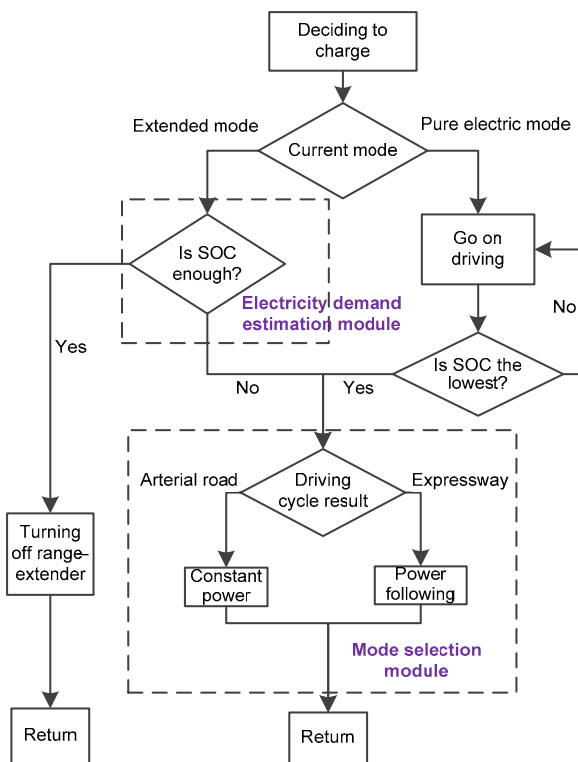 Deciding to
charge
Extended mode
Pure electric mode
Current mode
Is SOC
enough?
Go on
driving
Electricity demand
estimation module
No
Yes
Is SOC the
lowest?
No
Yes
Arterial road
Driving
cycle result
Expressway
Turning
off range-
extender
Constant
power
Power
following
Mode selection
module
Return
Return